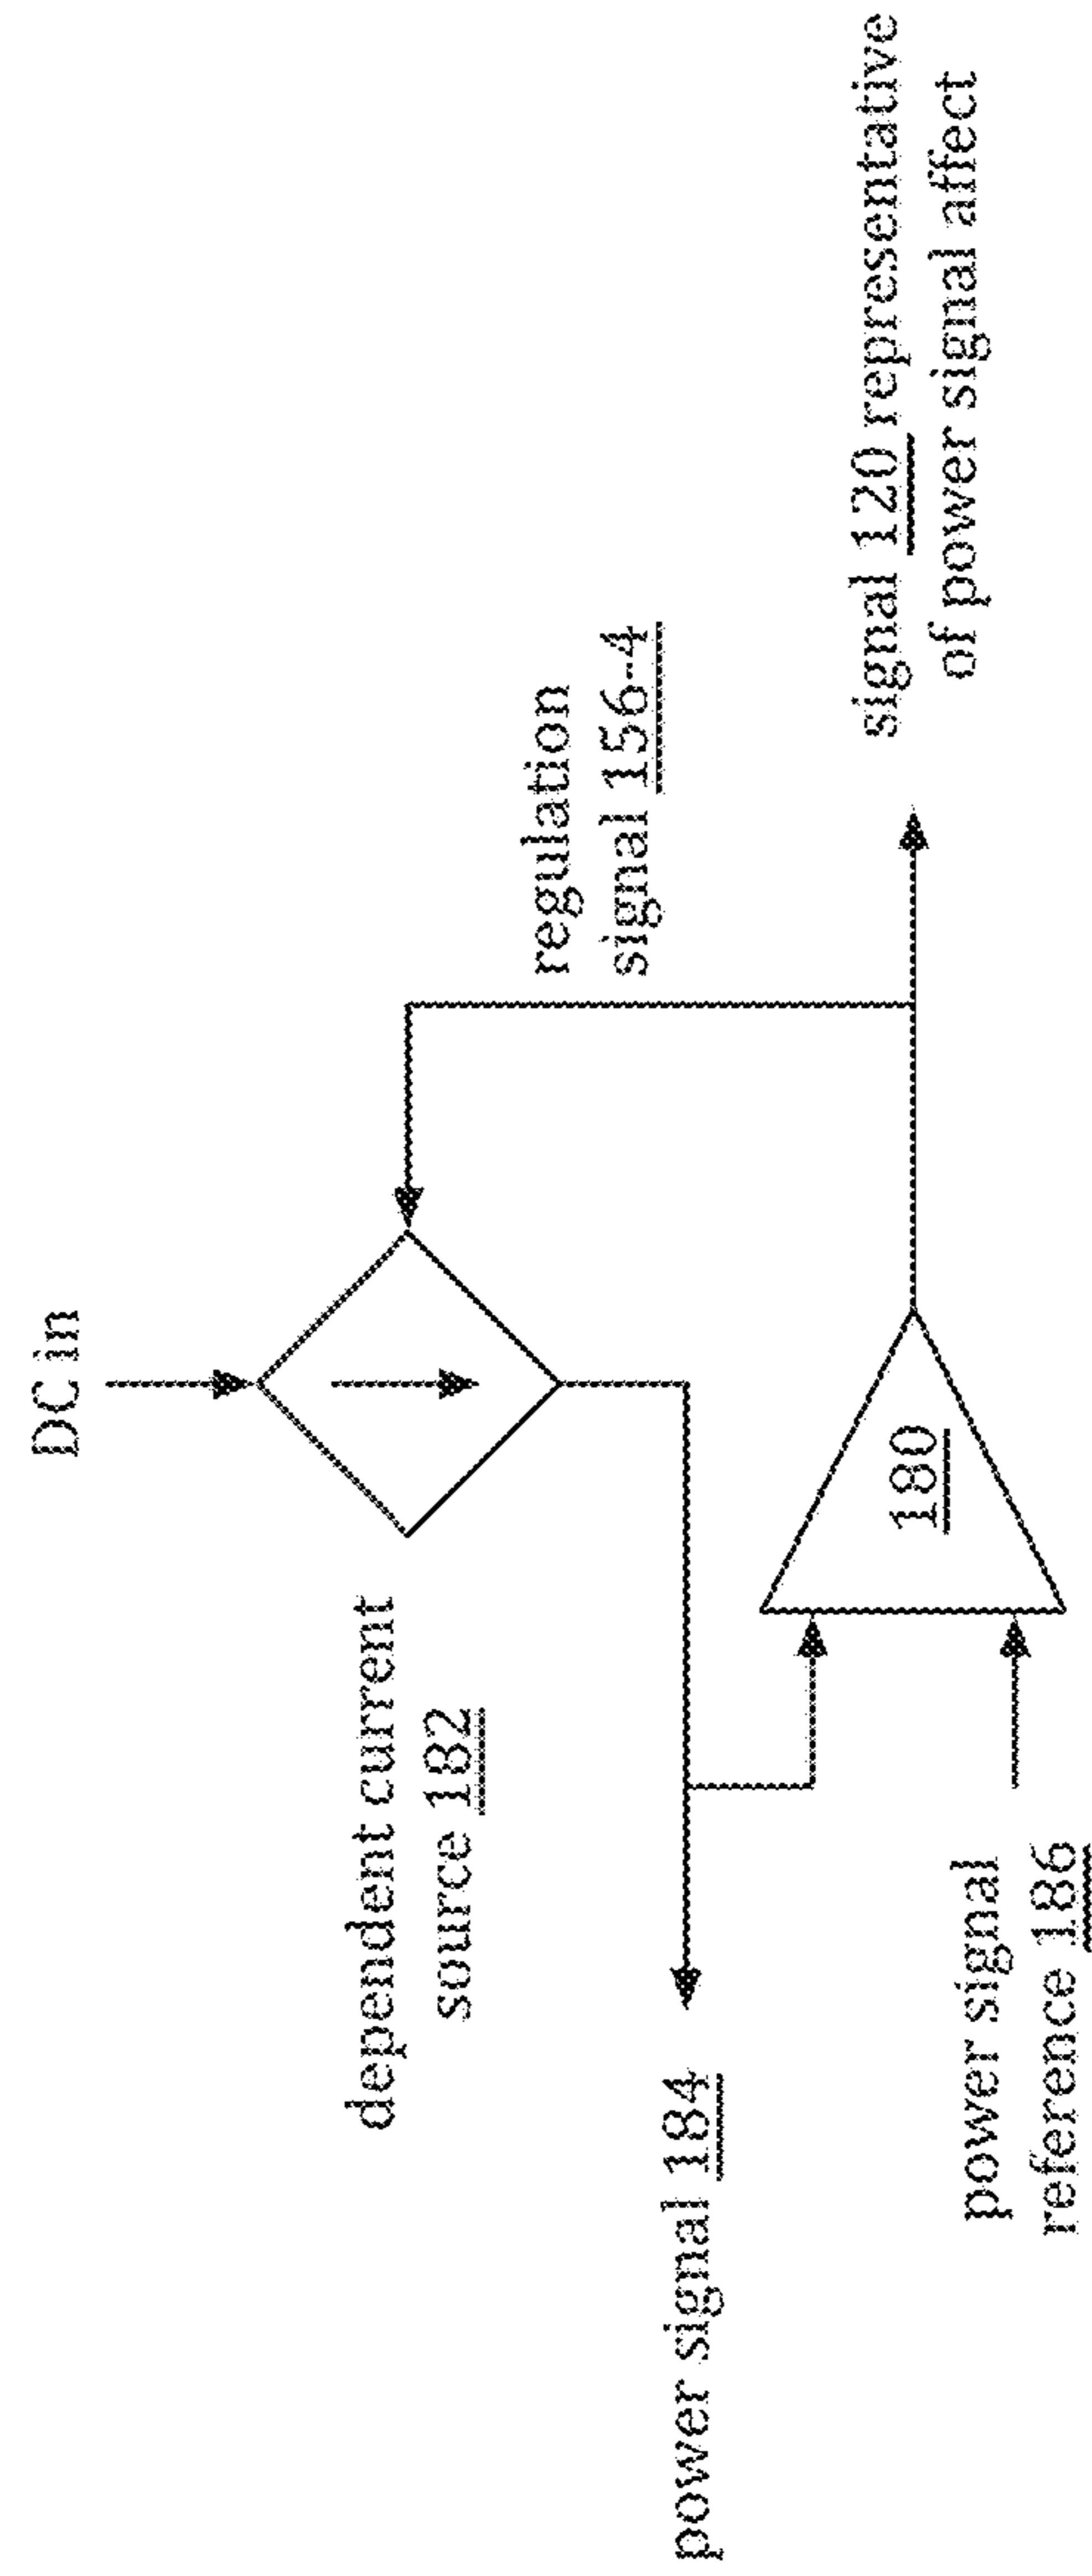 DC in
dependent current
source 182
regulation
signal 156-4
power signal 184
180
power signal
reference 186
signal 120 representative
of power signal affect